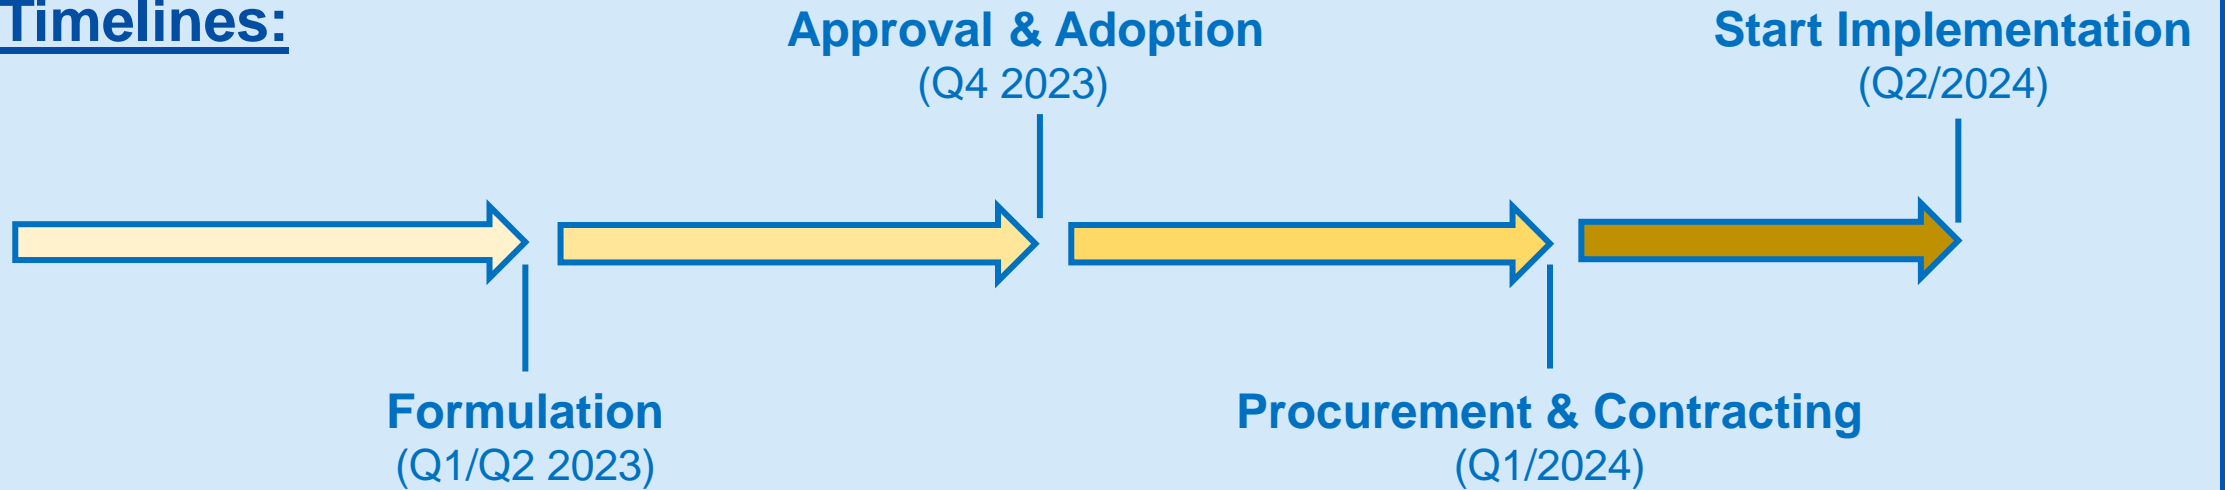 Timelines:
Approval & Adoption
(Q4 2023)
Start Implementation
(Q2/2024)
Formulation
(Q1/Q2 2023)
Procurement & Contracting
(Q1/2024)